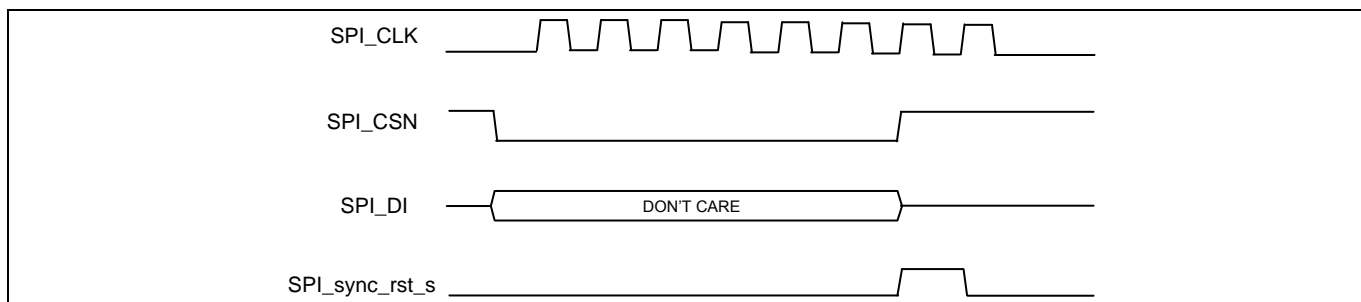 SPI_CLK
SPI_CSN
SPI_DI
DON'T CARE
SPI_sync_rst_s